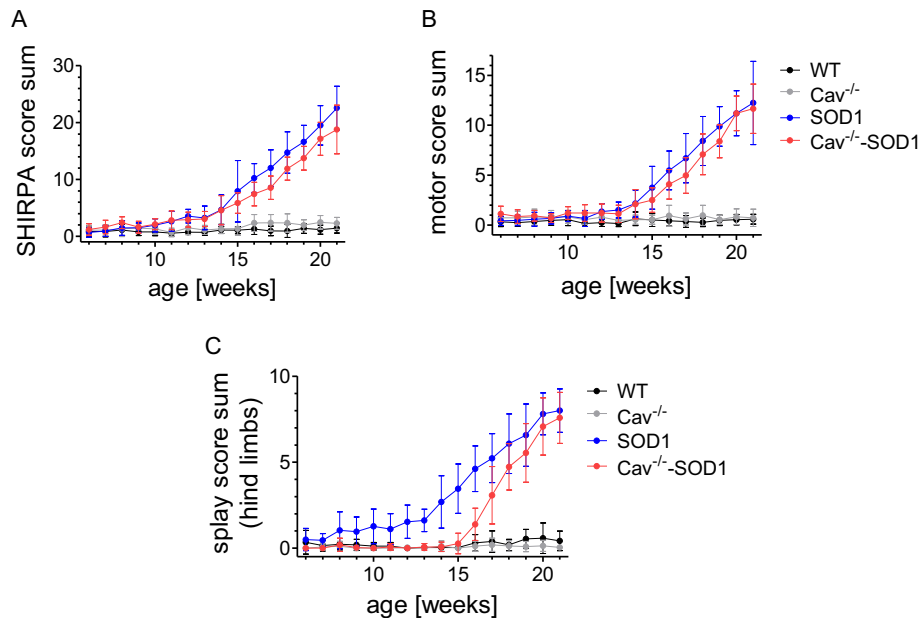 A
SHIRPA score sum
30
20
10
0
10
15
20
age [weeks]
B
motor score sum
15
10
5
0
10
15
20
age [weeks]
WT
Cav-/-
SOD1
Cav-/--SOD1
C
splay score sum
(hind limbs)
10
5
0
10
15
20
age [weeks]
WT
Cav-/-
SOD1
Cav-/--SOD1